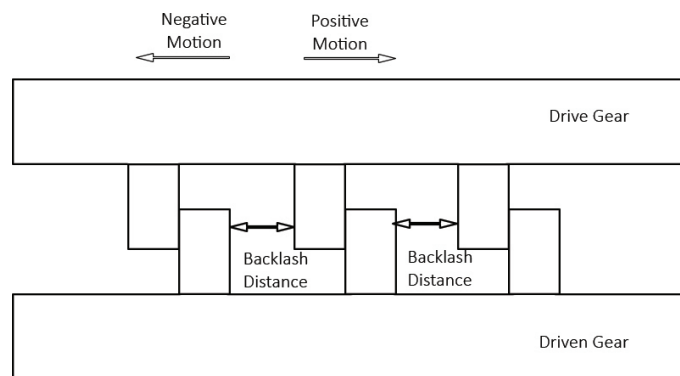 Negative
Motion
Positive
Motion
Drive Gear
Backlash
Distance
Backlash
Distance
Driven Gear